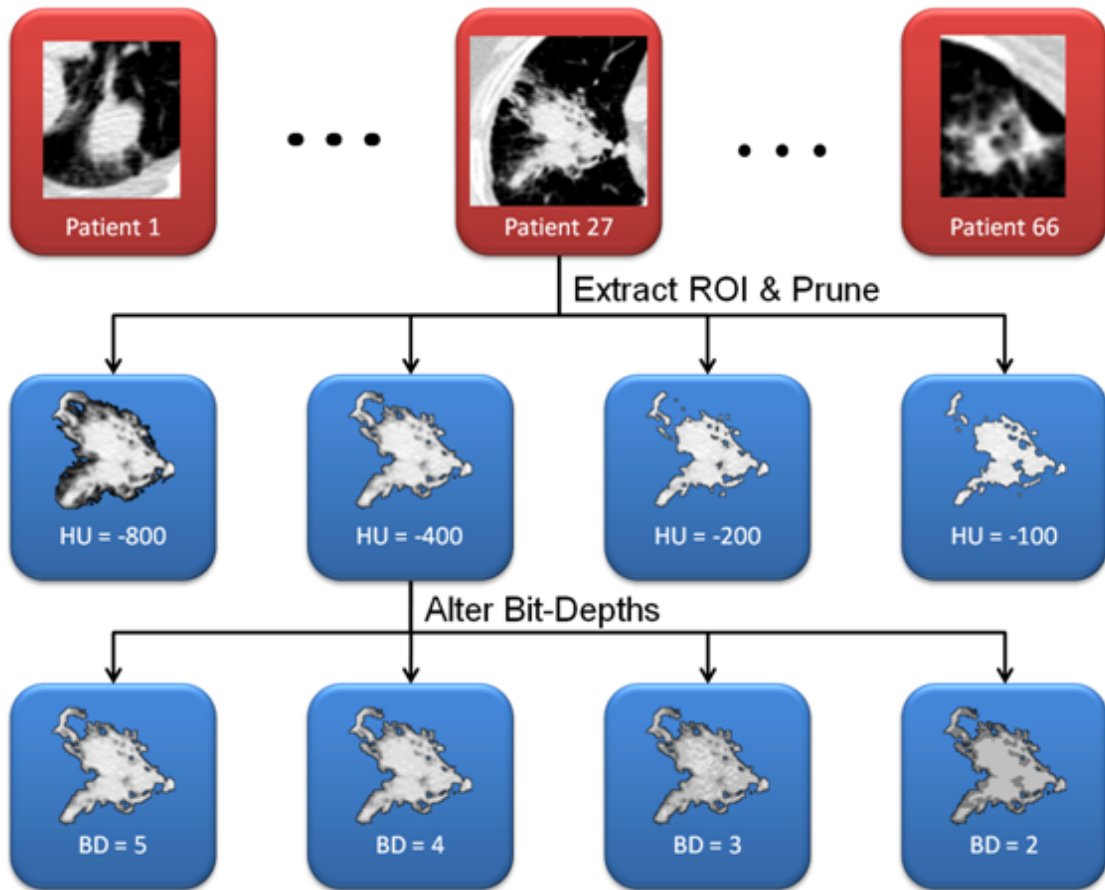 Patient 1
Patient 27
Patient 66
Extract ROI & Prune
HU = -800
HU = -400
HU = -200
HU = -100
Alter Bit-Depths
BD = 5
BD = 4
BD = 3
BD = 2